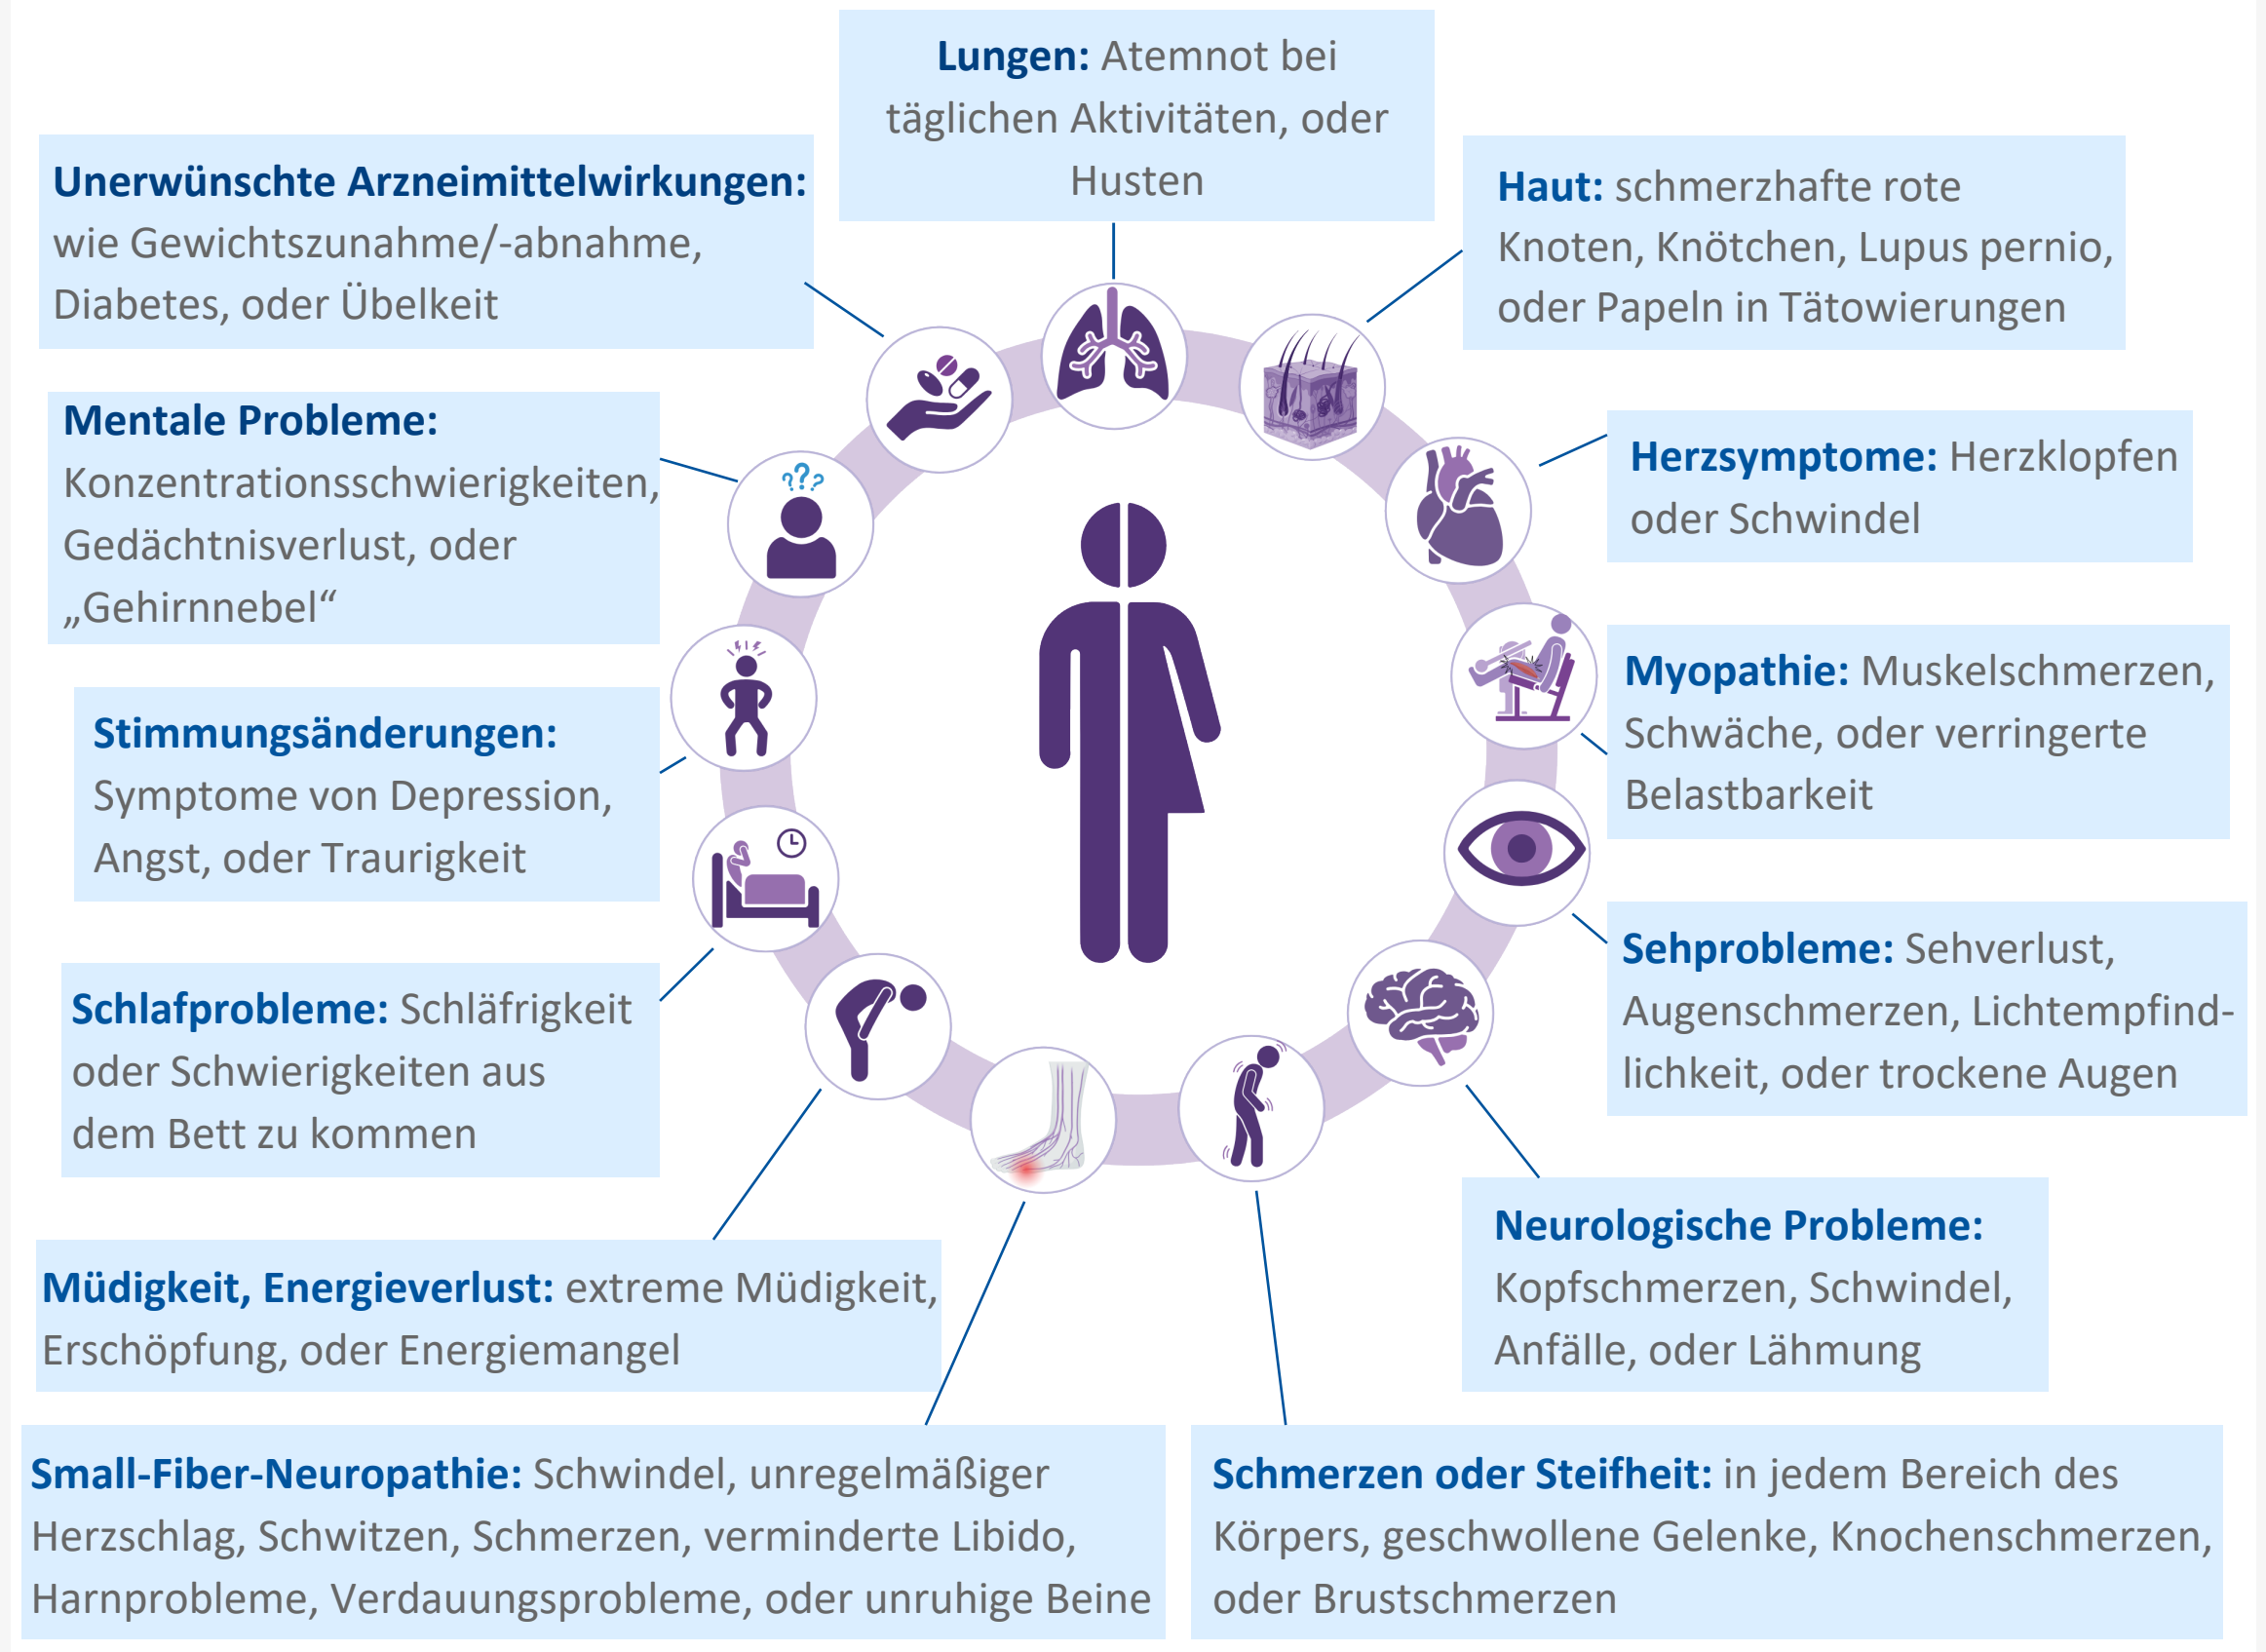 Lungen: Atemnot bei
täglichen Aktivitäten, oder
Husten
Unerwünschte Arzneimittelwirkungen:
wie Gewichtszunahme/-abnahme,
Diabetes, oder Übelkeit
Haut: schmerzhafte rote
Knoten, Knötchen, Lupus pernio,
oder Papeln in Tätowierungen
Mentale Probleme:
Konzentrationsschwierigkeiten,
Gedächtnisverlust, oder
„Gehirnnebel“
???
Herzsymptome: Herzklopfen
oder Schwindel
Stimmungsänderungen:
Symptome von Depression,
Angst, oder Traurigkeit
Myopathie: Muskelschmerzen,
Schwäche, oder verringerte
Belastbarkeit
Schlafprobleme: Schläfrigkeit
oder Schwierigkeiten aus
dem Bett zu kommen
Sehprobleme: Sehverlust,
Augenschmerzen, Lichtempfind-
lichkeit, oder trockene Augen
Müdigkeit, Energieverlust: extreme Müdigkeit,
Erschöpfung, oder Energiemangel
Neurologische Probleme:
Kopfschmerzen, Schwindel,
Anfälle, oder Lähmung
Small-Fiber-Neuropathie: Schwindel, unregelmäßiger
Herzschlag, Schwitzen, Schmerzen, verminderte Libido,
Harnprobleme, Verdauungsprobleme, oder unruhige Beine
Schmerzen oder Steifheit: in jedem Bereich des
Körpers, geschwollene Gelenke, Knochenschmerzen,
oder Brustschmerzen